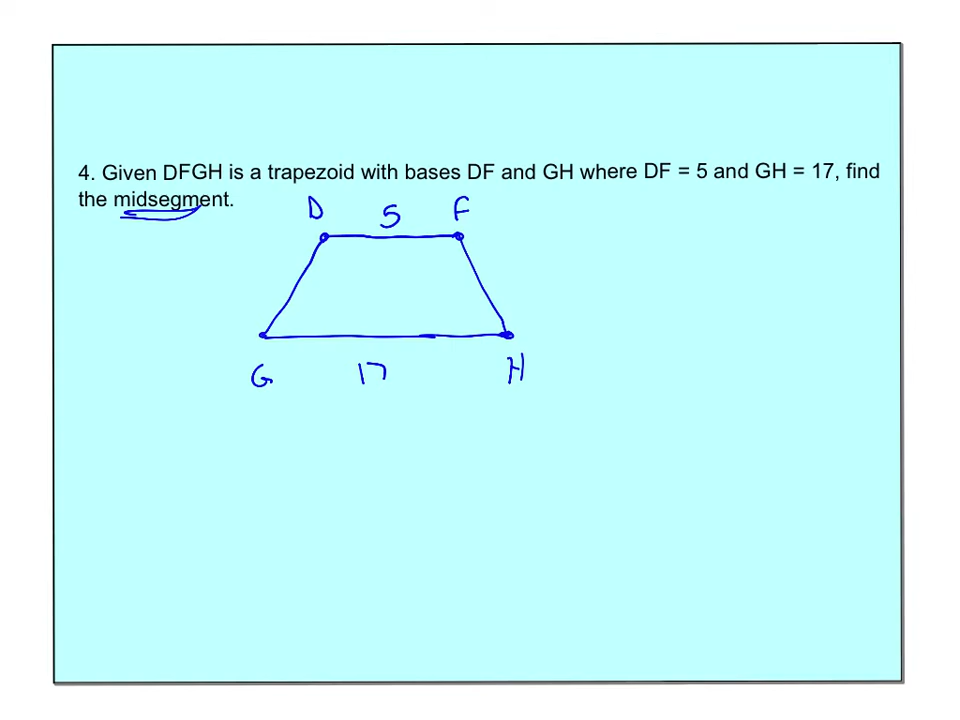 4. Given DFGH is a trapezoid with bases DF and GH where DF = 5 and GH = 17, find
the midsegment.
D 5 F
G 17 H